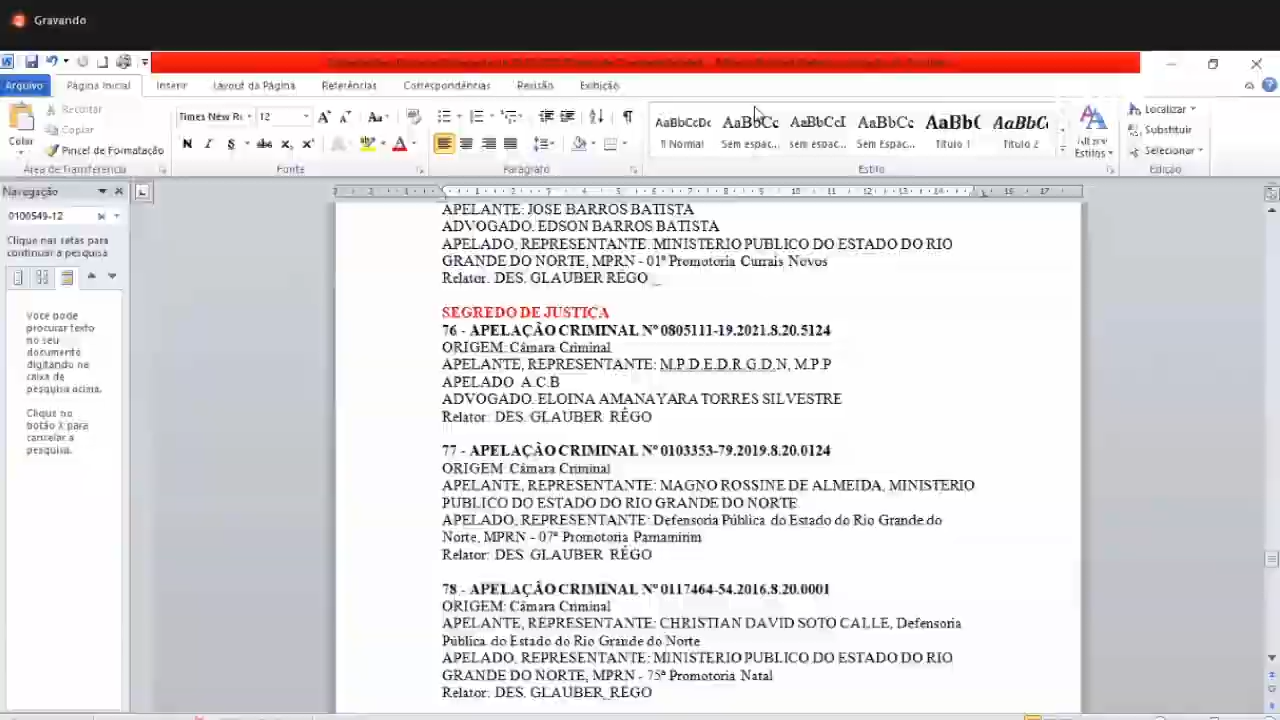 Gravando
Arquivo Página Inicial Inserir Layout da Página Referências Correspondências Revisão Exibição
Colar
Recortar
Copiar
Pincel de Formatação
Área de Transferência
Times New Ro 12
Fonte
Parágrafo
AaBbCcDc AaBbCc AaBbCcI AaBbCc AaBbC AaBbC
¶ Normal Sem espaç... sem espac... Sem Espaç... Título 1 Título 2
Estilo
Alterar Estilos
Localizar
Substituir
Selecionar
Edição
Navegação
0100549-12
Clique nas setas para
continuar a pesquisa
Você pode
procurar texto
no seu
documento
digitando na
caixa de
pesquisa acima.
Clique no
botão X para
cancelar a
pesquisa.
APELANTE: JOSE BARROS BATISTA
ADVOGADO: EDSON BARROS BATISTA
APELADO, REPRESENTANTE: MINISTERIO PUBLICO DO ESTADO DO RIO
GRANDE DO NORTE, MPRN - 01ª Promotoria Currais Novos
Relator: DES. GLAUBER RÊGO
SEGREDO DE JUSTIÇA
76 - APELAÇÃO CRIMINAL Nº 0805111-19.2021.8.20.5124
ORIGEM: Câmara Criminal
APELANTE, REPRESENTANTE: M.P.D.E.D.R.G.D.N, M.P.P
APELADO A.C.B
ADVOGADO: ELOINA AMANAYARA TORRES SILVESTRE
Relator: DES. GLAUBER RÊGO
77 - APELAÇÃO CRIMINAL Nº 0103353-79.2019.8.20.0124
ORIGEM: Câmara Criminal
APELANTE, REPRESENTANTE: MAGNO ROSSINE DE ALMEIDA, MINISTERIO
PUBLICO DO ESTADO DO RIO GRANDE DO NORTE
APELADO, REPRESENTANTE: Defensoria Pública do Estado do Rio Grande do
Norte, MPRN - 07ª Promotoria Parnamirim
Relator: DES. GLAUBER RÊGO
78 - APELAÇÃO CRIMINAL Nº 0117464-54.2016.8.20.0001
ORIGEM: Câmara Criminal
APELANTE, REPRESENTANTE: CHRISTIAN DAVID SOTO CALLE, Defensoria
Pública do Estado do Rio Grande do Norte
APELADO, REPRESENTANTE: MINISTERIO PUBLICO DO ESTADO DO RIO
GRANDE DO NORTE, MPRN - 75ª Promotoria Natal
Relator: DES. GLAUBER RÊGO